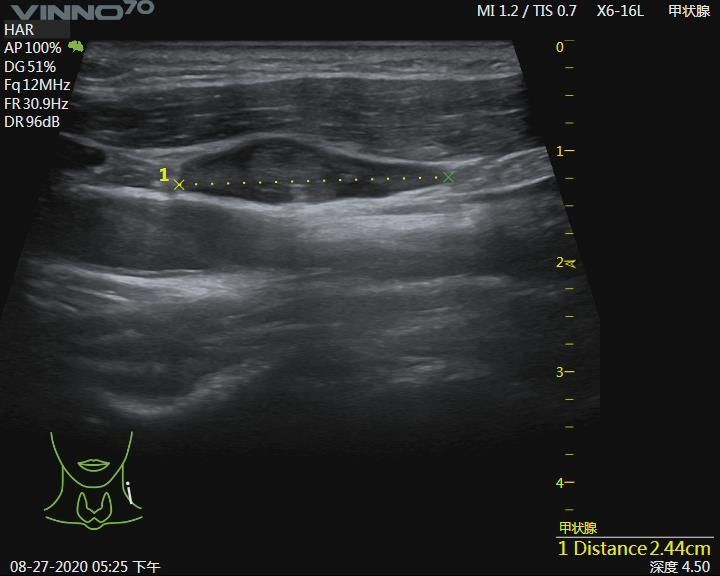 VINNO70
MI 1.2 / TIS 0.7 X6-16L 甲状腺
HAR
AP 100%
DG 51%
Fq 12MHz
FR 30.9Hz
DR 96dB
0
1
1
2
3
4
甲状腺
1 Distance 2.44cm
08-27-2020 05:25 下午
深度 4.50